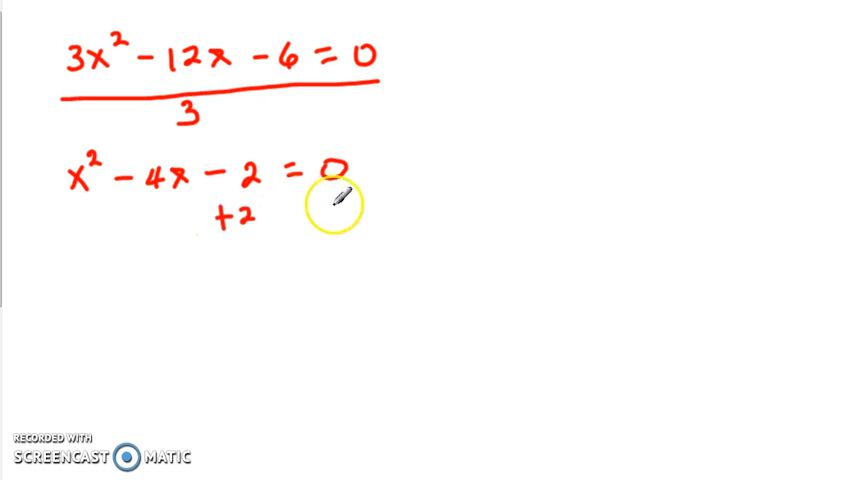 3x² - 12x - 6 = 0
3
x² - 4x - 2 = 0
+2
RECORDED WITH
SCREENCAST MATIC